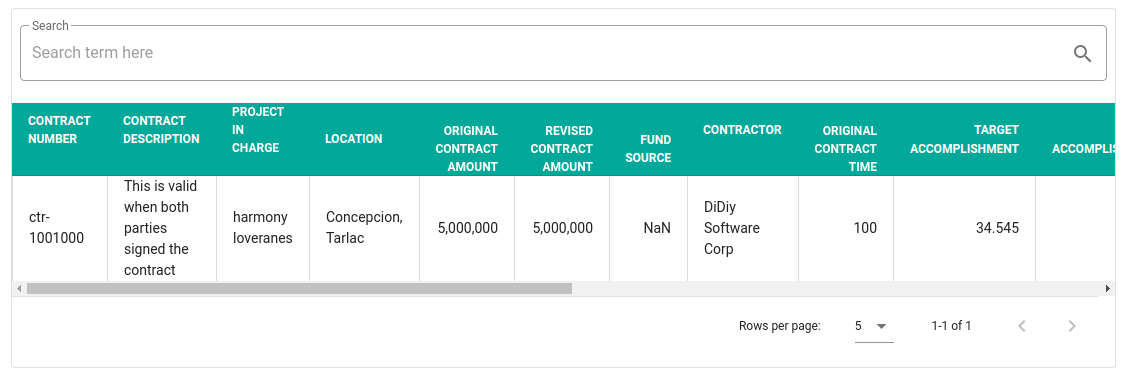 Search
Search term here
CONTRACT
NUMBER
CONTRACT
DESCRIPTION
PROJECT
IN
CHARGE
LOCATION
ORIGINAL
CONTRACT
AMOUNT
REVISED
CONTRACT
AMOUNT
FUND
SOURCE
CONTRACTOR
ORIGINAL
CONTRACT
TIME
TARGET
ACCOMPLISHMENT
ACCOMPLIS
ctr-
1001000
This is valid
when both
parties
signed the
contract
harmony
loveranes
Concepcion,
Tarlac
5,000,000
5,000,000
NaN
DiDiy
Software
Corp
100
34.545
Rows per page:
5
1-1 of 1